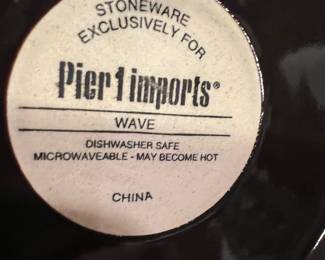 STONEWARE
EXCLUSIVELY FOR
Pier 1 imports®
WAVE
DISHWASHER SAFE
MICROWAVEABLE - MAY BECOME HOT
CHINA